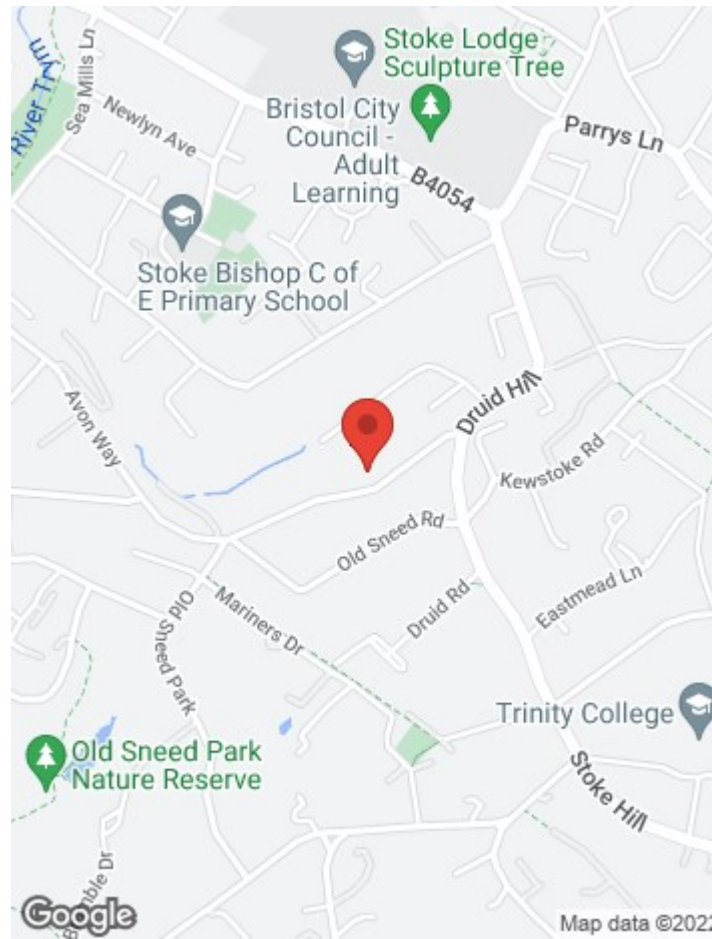 Stoke Lodge
Sculpture Tree
River Trym
Sea Mills Ln
Newlyn Ave
Bristol City
Council -
Adult
Learning
Parrys Ln
B4054
Stoke Bishop C of
E Primary School
Avon Way
Druid Hill
Kewstoke Rd
Old Sneed Rd
Mariners Dr
Druid Rd
Eastmead Ln
Old Sneed Park
Trinity College
Old Sneed Park
Nature Reserve
Stoke Hill
ble Dr
Google
Map data ©2022